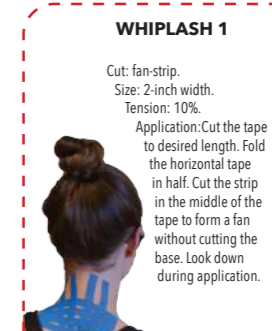 WHIPLASH 1
Cut: fan-strip.
Size: 2-inch width.
Tension: 10%.
Application:Cut the tape
to desired length. Fold
the horizontal tape
in half. Cut the strip
in the middle of the
tape to form a fan
without cutting the
base. Look down
during application.